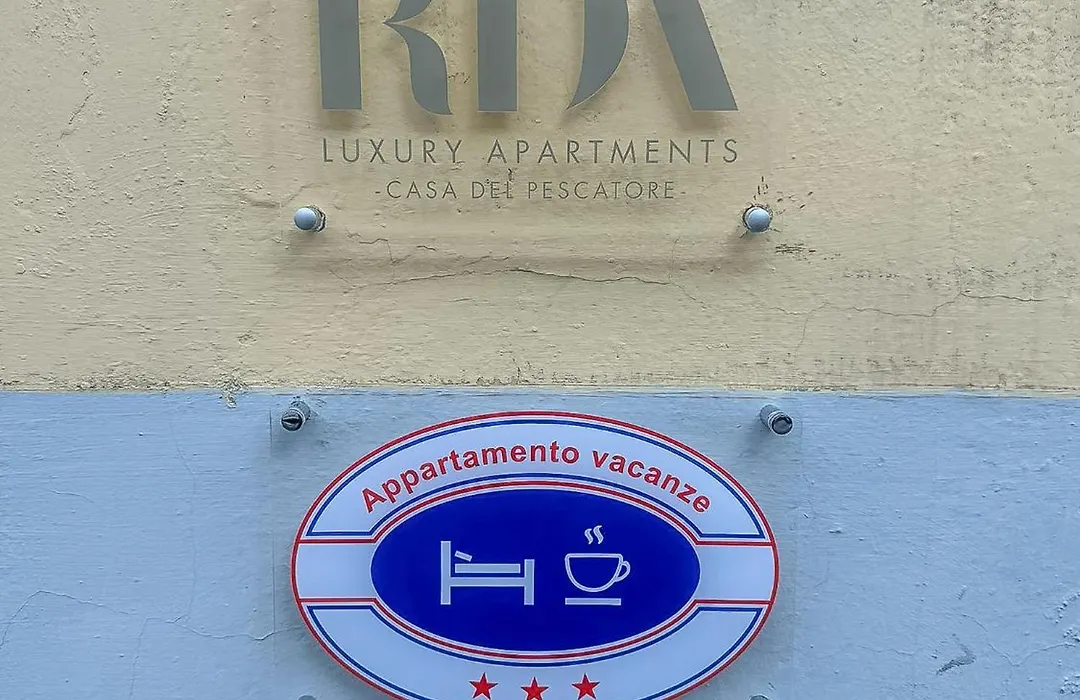 LUXURY APARTMENTS
-CASA DEL PESCATORE-
Appartamento vacanze